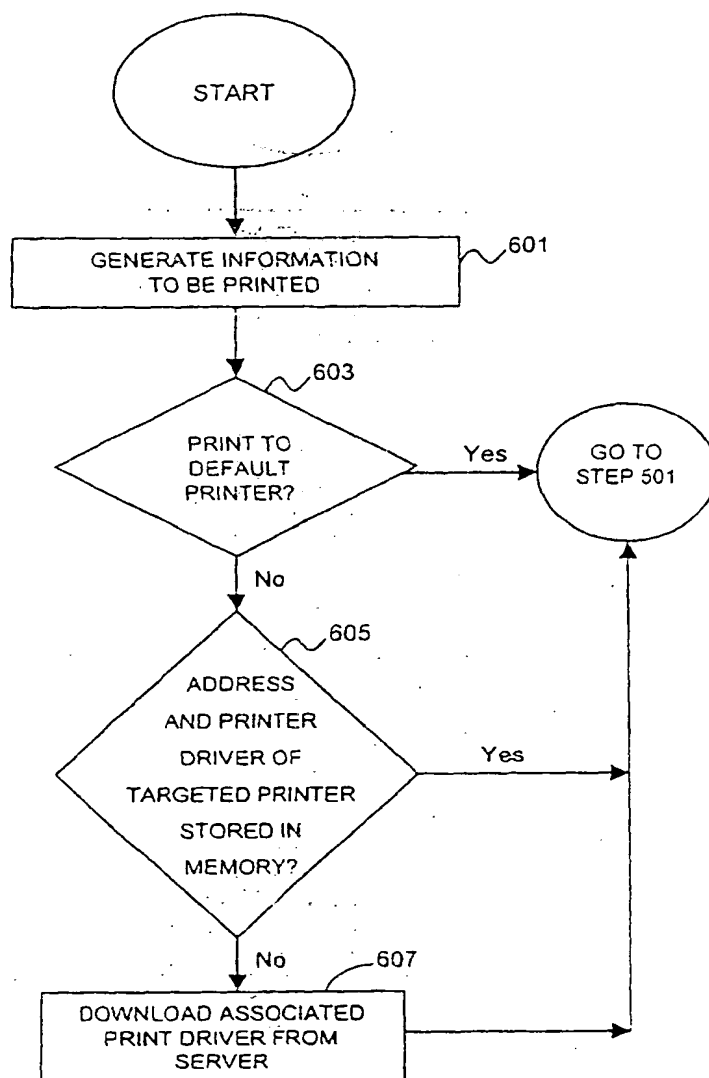 START
GENERATE INFORMATION
TO BE PRINTED
601
603
PRINT TO
DEFAULT
PRINTER?
Yes
GO TO
STEP 501
No
605
ADDRESS
AND PRINTER
DRIVER OF
TARGETED PRINTER
STORED IN
MEMORY?
Yes
No
607
DOWNLOAD ASSOCIATED
PRINT DRIVER FROM
SERVER